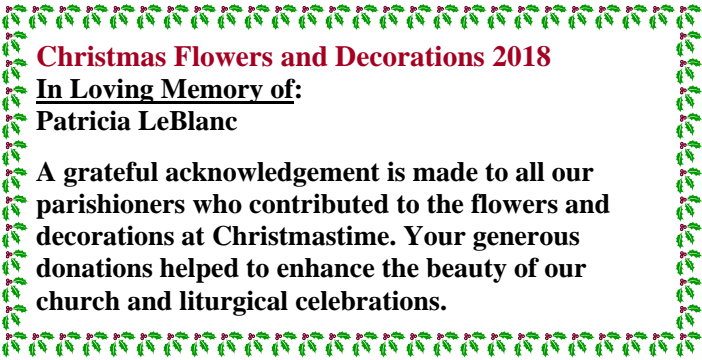 Christmas Flowers and Decorations 2018
In Loving Memory of:
Patricia LeBlanc
A grateful acknowledgement is made to all our
parishioners who contributed to the flowers and
decorations at Christmastime. Your generous
donations helped to enhance the beauty of our
church and liturgical celebrations.